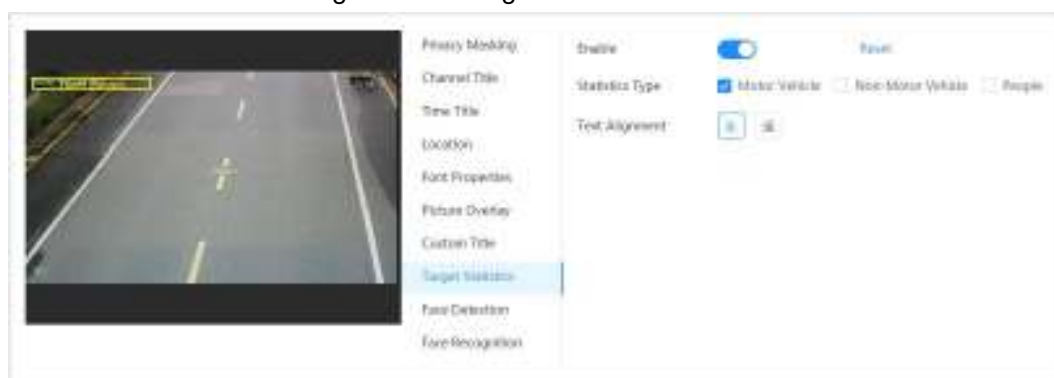 Privacy Masking
Channel Title
Time Title
Location
Font Properties
Picture Overlay
Custom Title
Target Statistics
Face Detection
Face Recognition
Enable
Reset
Statistics Type
Motor Vehicle Non-Motor Vehicle People
Text Alignment